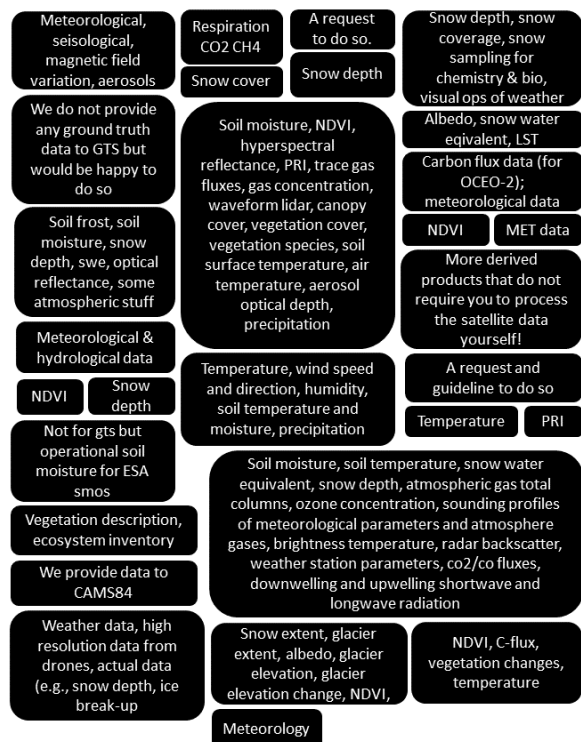 Meteorological,
seisological,
magnetic field
variation, aerosols
We do not provide
any ground truth
data to GTS but
would be happy to
do so
Soil frost, soil
moisture, snow
depth, swe, optical
reflectance, some
atmospheric stuff
Meteorological &
hydrological data
NDVI
Snow
depth
Not for gts but
operational soil
moisture for ESA
smos
Vegetation description,
ecosystem inventory
We provide data to
CAMS84
Weather data, high
resolution data from
drones, actual data
(e.g., snow depth, ice
break-up
Respiration
CO2 CH4
A request
to do so.
Snow cover
Snow depth
Soil moisture, NDVI,
hyperspectral
reflectance, PRI, trace gas
fluxes, gas concentration,
waveform lidar, canopy
cover, vegetation cover,
vegetation species, soil
surface temperature, air
temperature, aerosol
optical depth,
precipitation
Temperature, wind speed
and direction, humidity,
soil temperature and
moisture, precipitation
Snow depth, snow
coverage, snow
sampling for
chemistry & bio,
visual ops of weather
Albedo, snow water
eqivalent, LST
Carbon flux data (for
OCEO-2);
meteorological data
NDVI
MET data
More derived
products that do not
require you to process
the satellite data
yourself!
A request and
guideline to do so
Temperature
PRI
Soil moisture, soil temperature, snow water
equivalent, snow depth, atmospheric gas total
columns, ozone concentration, sounding profiles
of meteorological parameters and atmosphere
gases, brightness temperature, radar backscatter,
weather station parameters, co2/co fluxes,
downwelling and upwelling shortwave and
longwave radiation
Snow extent, glacier
extent, albedo, glacier
elevation, glacier
elevation change, NDVI,
NDVI, C-flux,
vegetation changes,
temperature
Meteorology